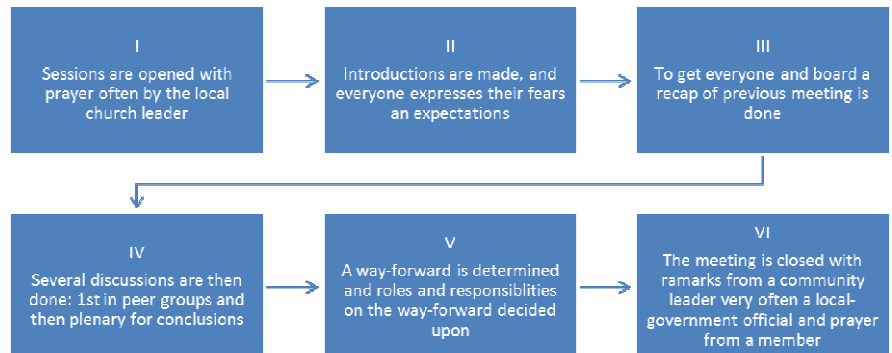 I
Sessions are opened with
prayer often by the local
church leader
II
Introductions are made, and
everyone expresses their fears
an expectations
III
To get everyone and board a
recap of previous meeting is
done
IV
Several discussions are then
done: 1st in peer groups and
then plenary for conclusions
V
A way-forward is determined
and roles and responsiblities
on the way-forward decided
upon
VI
The meeting is closed with
ramarks from a community
leader very often a local-
government official and prayer
from a member